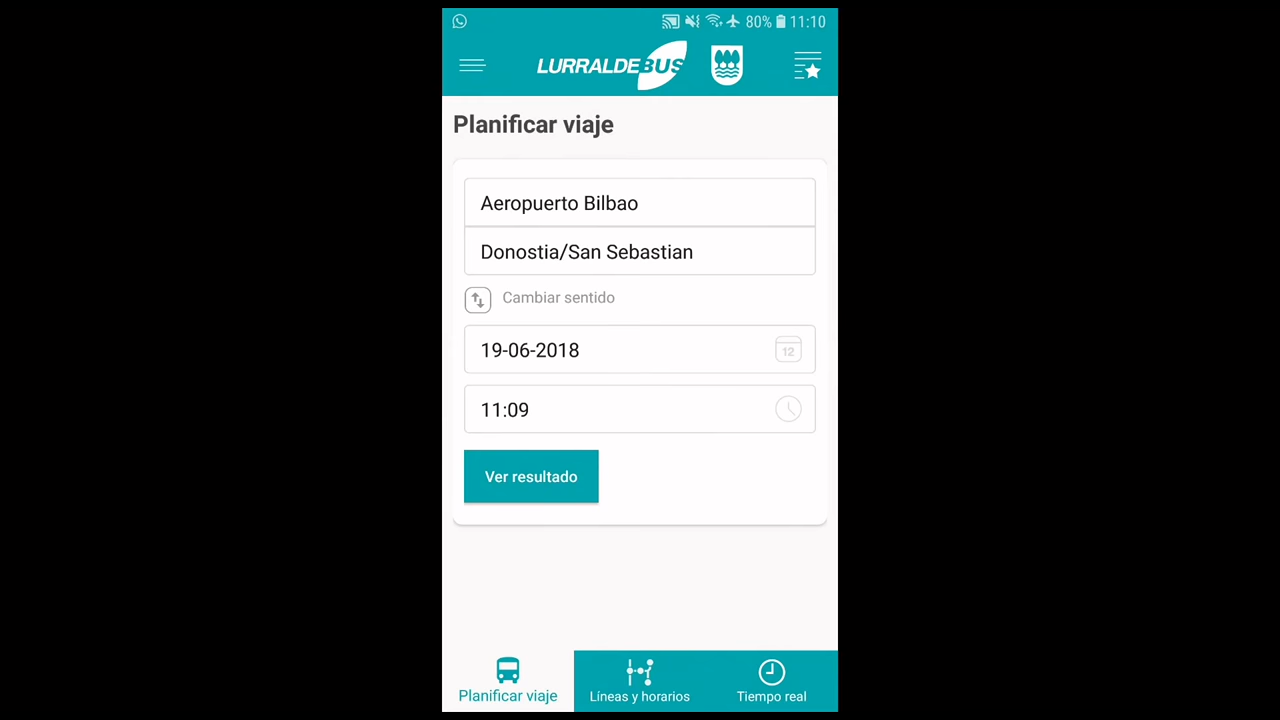 80% 11:10
LURRALDEBUS
Planificar viaje
Aeropuerto Bilbao
Donostia/San Sebastian
Cambiar sentido
19-06-2018
12
11:09
Ver resultado
Planificar viaje
Líneas y horarios
Tiempo real